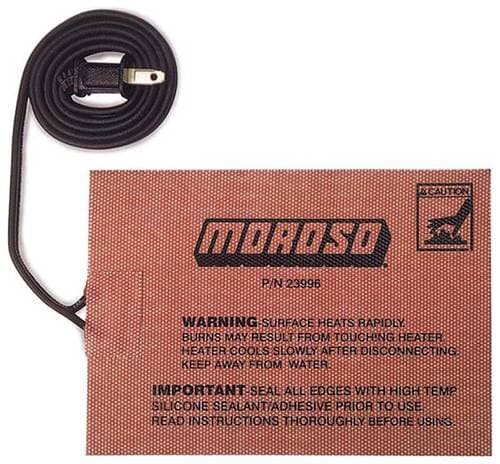 CAUTION
MOROSO
P/N 23996
WARNING-SURFACE HEATS RAPIDLY.
BURNS MAY RESULT FROM TOUCHING HEATER.
HEATER COOLS SLOWLY AFTER DISCONNECTING.
KEEP AWAY FROM WATER.
IMPORTANT-SEAL ALL EDGES WITH HIGH TEMP
SILICONE SEALANT/ADHESIVE PRIOR TO USE.
READ INSTRUCTIONS THOROUGHLY BEFORE USING.